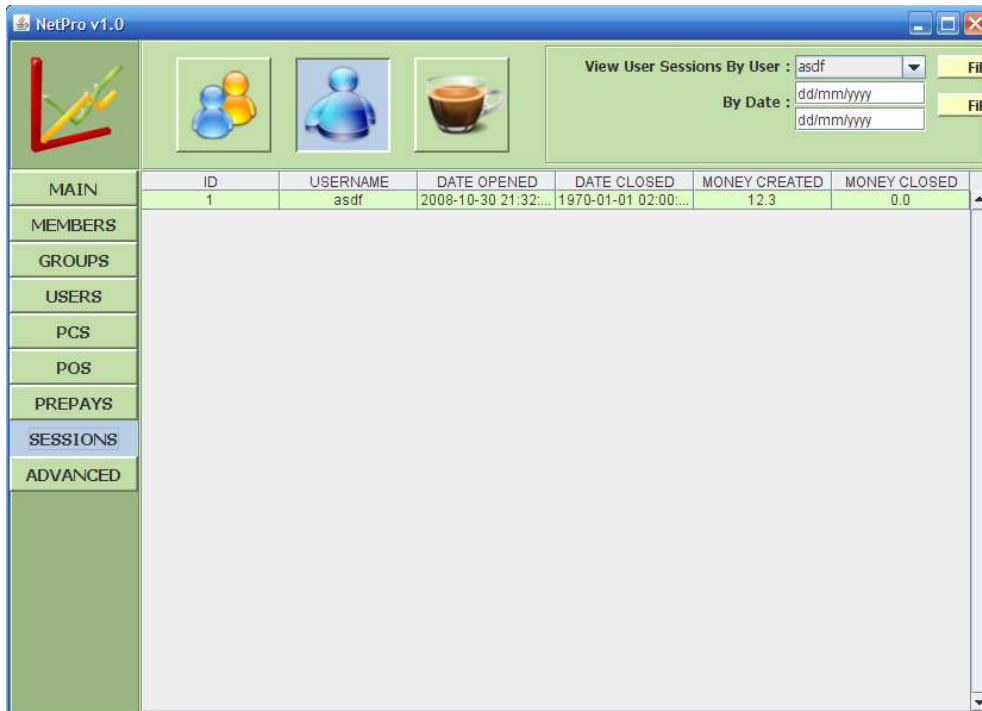 NetPro v1.0
View User Sessions By User : asdf
By Date : dd/mm/yyyy
dd/mm/yyyy
MAIN
MEMBERS
GROUPS
USERS
PCS
POS
PREPAYS
SESSIONS
ADVANCED
ID USERNAME DATE OPENED DATE CLOSED MONEY CREATED MONEY CLOSED
1 asdf 2008-10-30 21:32:... 1970-01-01 02:00:... 12.3 0.0